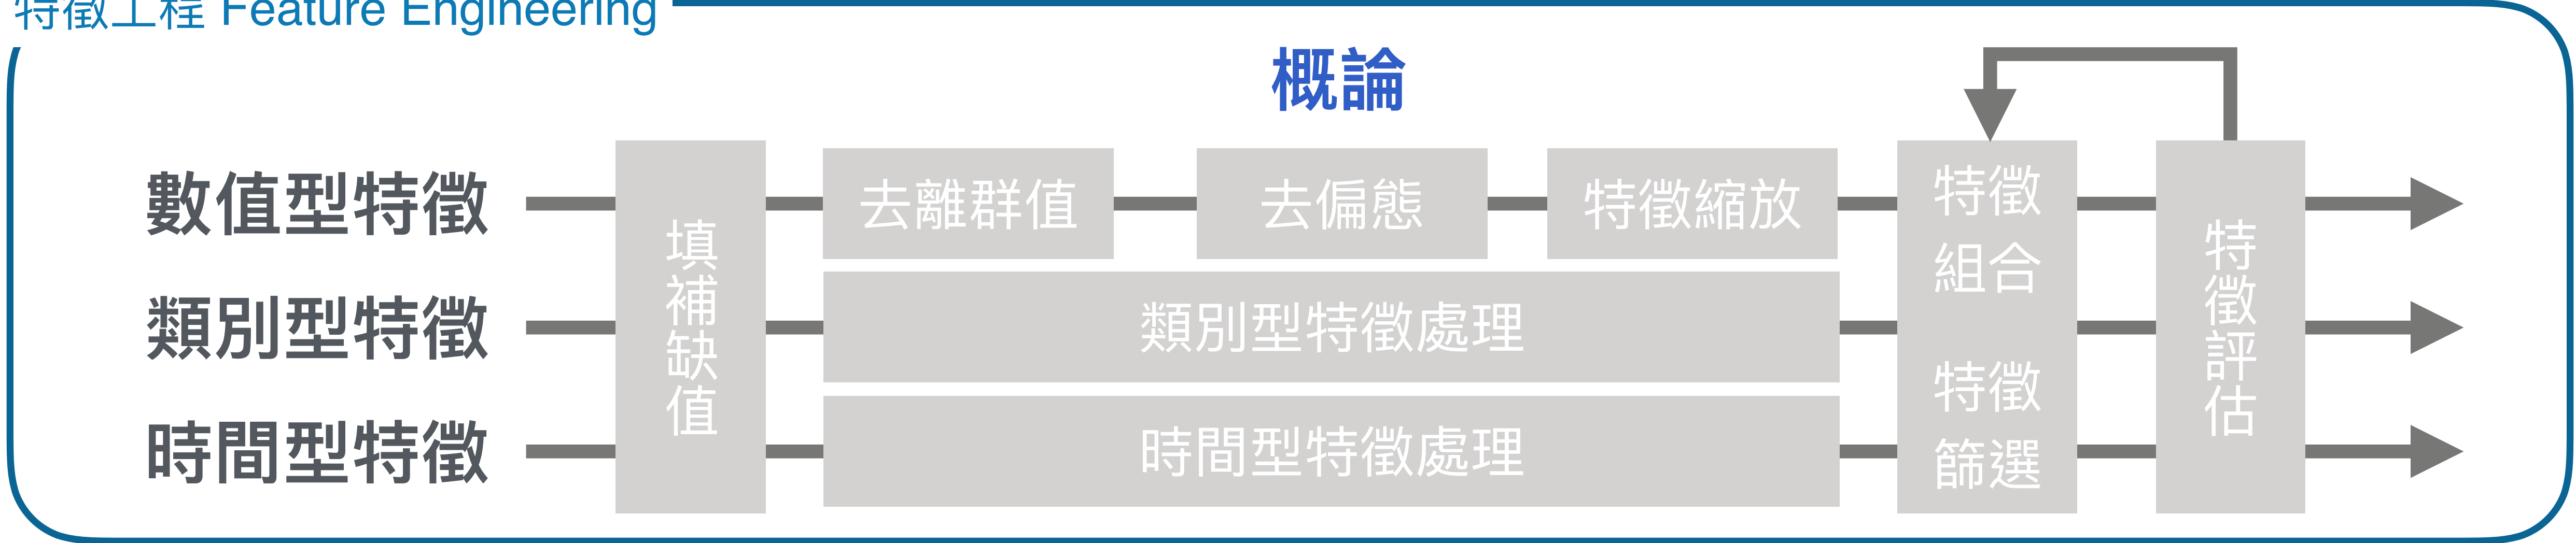 特徵工程 Feature Engineering
概論
數值型特徵
類別型特徵
時間型特徵
填補缺值
去離群值
去偏態
特徵縮放
類別型特徵處理
時間型特徵處理
特徵
組合
特徵
篩選
特徵評估